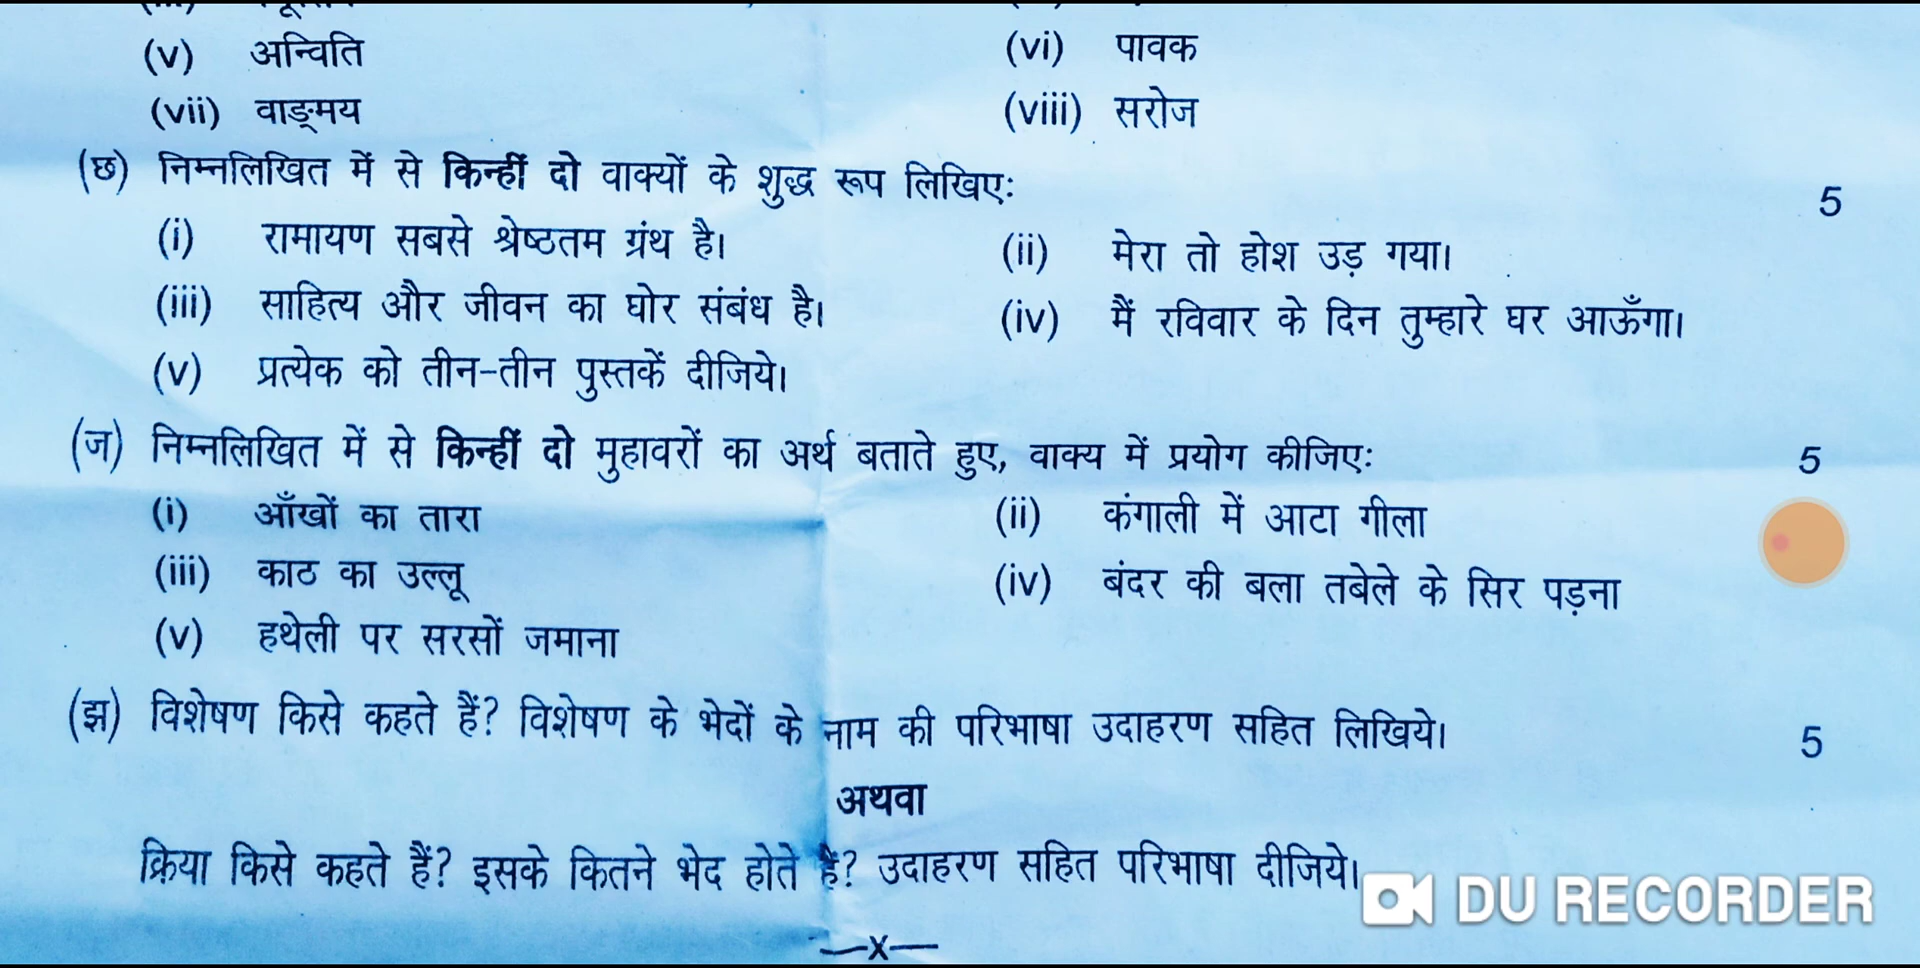 (v) अन्विति (vi) पावक
(vii) वाङ्मय (viii) सरोज
(छ) निम्नलिखित में से किन्हीं दो वाक्यों के शुद्ध रूप लिखिएः 5
(i) रामायण सबसे श्रेष्ठतम ग्रंथ है। (ii) मेरा तो होश उड़ गया।
(iii) साहित्य और जीवन का घोर संबंध है। (iv) मैं रविवार के दिन तुम्हारे घर आऊँगा।
(v) प्रत्येक को तीन-तीन पुस्तकें दीजिये।
(ज) निम्नलिखित में से किन्हीं दो मुहावरों का अर्थ बताते हुए, वाक्य में प्रयोग कीजिएः 5
(i) आँखों का तारा (ii) कंगाली में आटा गीला
(iii) काठ का उल्लू (iv) बंदर की बला तबेले के सिर पड़ना
(v) हथेली पर सरसों जमाना
(झ) विशेषण किसे कहते हैं? विशेषण के भेदों के नाम की परिभाषा उदाहरण सहित लिखिये। 5
अथवा
क्रिया किसे कहते हैं? इसके कितने भेद होते हैं? उदाहरण सहित परिभाषा दीजिये।
DU RECORDER
—x—